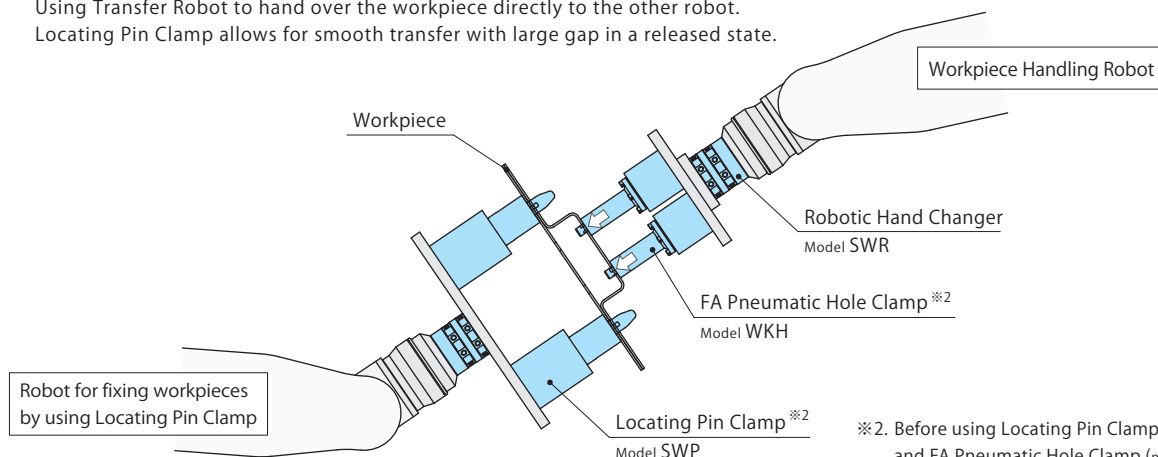 Using Transfer Robot to hand over the workpiece directly to the other robot.
Locating Pin Clamp allows for smooth transfer with large gap in a released state.
Workpiece Handling Robot
Workpiece
Robotic Hand Changer
Model SWR
FA Pneumatic Hole Clamp ※2
Model WKH
Robot for fixing workpieces
by using Locating Pin Clamp
Locating Pin Clamp ※2
Model SWP
※2. Before using Locating Pin Clamp
and FA Pneumatic Hole Clamp